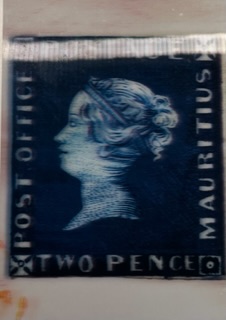 POST OFFICE
MAURITIUS
TWO PENCE